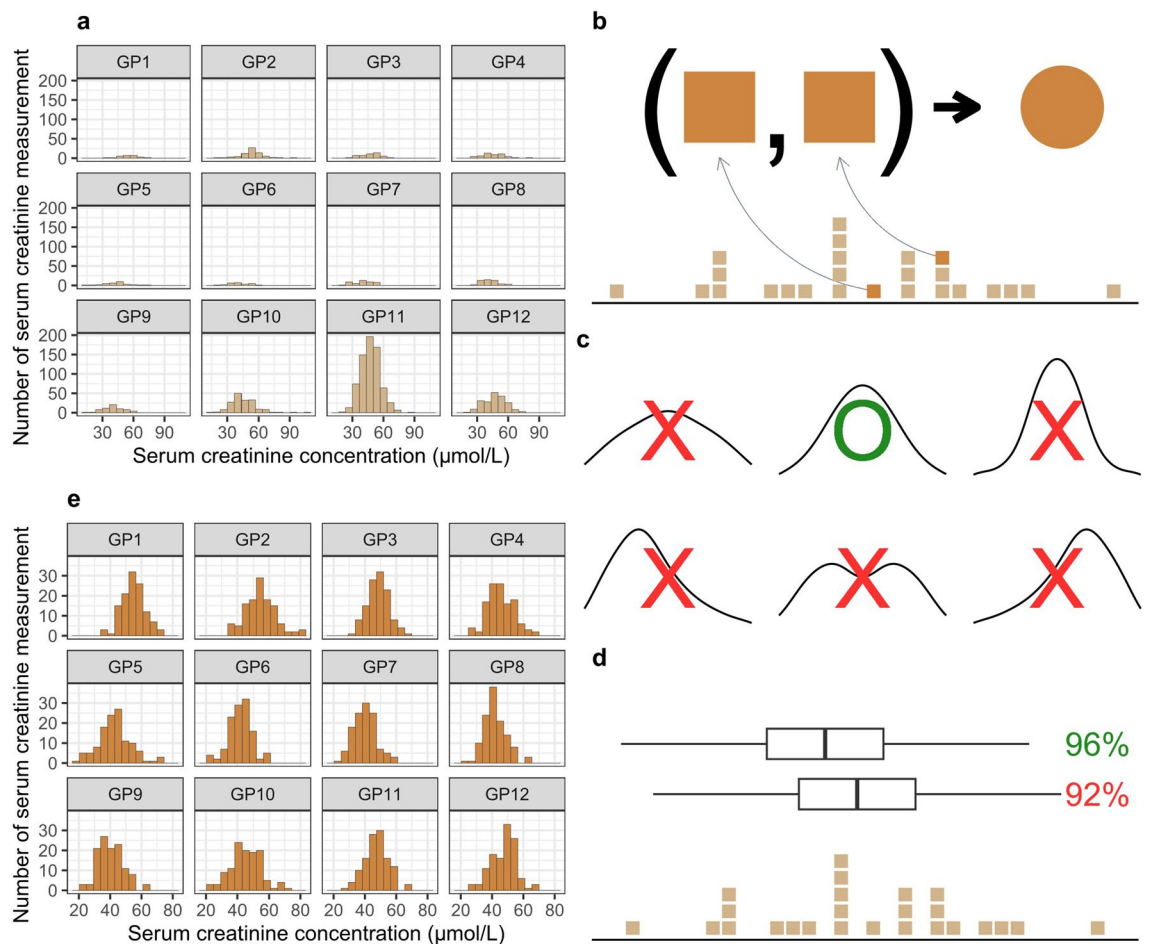 a
Number of serum creatinine measurement
GP1 GP2 GP3 GP4
200
150
100
50
0
GP5 GP6 GP7 GP8
200
150
100
50
0
GP9 GP10 GP11 GP12
200
150
100
50
0
30 60 90 30 60 90 30 60 90 30 60 90
Serum creatinine concentration (µmol/L)
b
( , )
c
X O X
X X X
d
96%
92%
e
Number of serum creatinine measurement
GP1 GP2 GP3 GP4
30
20
10
0
GP5 GP6 GP7 GP8
30
20
10
0
GP9 GP10 GP11 GP12
30
20
10
0
20 40 60 80 20 40 60 80 20 40 60 80 20 40 60 80
Serum creatinine concentration (µmol/L)